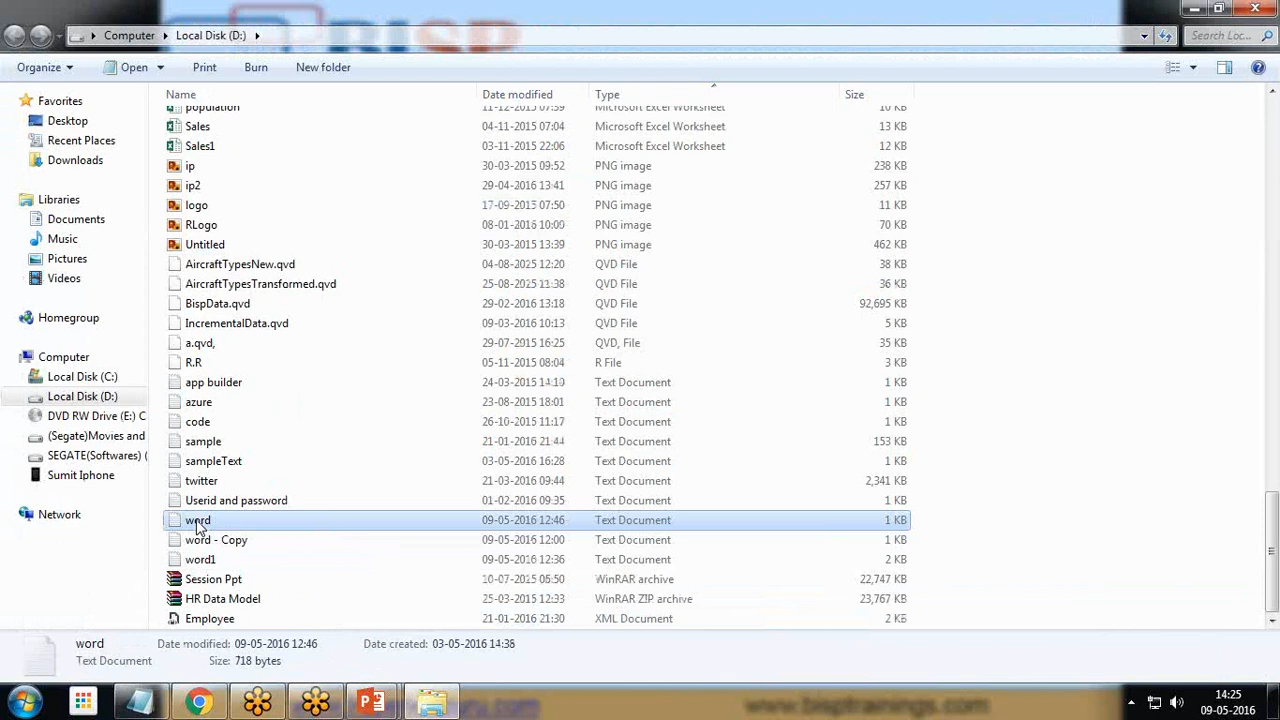 BISP
Computer ▸ Local Disk (D:) ▸
Search Loc...
Organize Open Print Burn New folder
Name Date modified Type Size
Favorites
Desktop
Recent Places
Downloads
Libraries
Documents
Music
Pictures
Videos
Homegroup
Computer
Local Disk (C:)
Local Disk (D:)
DVD RW Drive (E:) C
(Segate)Movies and
SEGATE(Softwares) (
Sumit Iphone
Network
population 11-12-2015 07:39 Microsoft Excel Worksheet 10 KB
Sales 04-11-2015 07:04 Microsoft Excel Worksheet 13 KB
Sales1 03-11-2015 22:06 Microsoft Excel Worksheet 12 KB
ip 30-03-2015 09:52 PNG image 238 KB
ip2 29-04-2016 13:41 PNG image 257 KB
logo 17-09-2015 07:50 PNG image 11 KB
RLogo 08-01-2016 10:09 PNG image 70 KB
Untitled 30-03-2015 13:39 PNG image 462 KB
AircraftTypesNew.qvd 04-08-2025 12:20 QVD File 38 KB
AircraftTypesTransformed.qvd 25-08-2025 11:38 QVD File 36 KB
BispData.qvd 29-02-2016 13:18 QVD File 92,695 KB
IncrementalData.qvd 09-03-2016 10:13 QVD File 5 KB
a.qvd, 29-07-2015 16:25 QVD, File 35 KB
R.R 05-11-2015 08:04 R File 3 KB
app builder 24-03-2015 14:19 Text Document 1 KB
azure 23-08-2015 18:01 Text Document 1 KB
code 26-10-2015 11:17 Text Document 1 KB
sample 21-01-2016 21:44 Text Document 153 KB
sampleText 03-05-2016 16:28 Text Document 1 KB
twitter 21-03-2016 09:44 Text Document 2,341 KB
Userid and password 01-02-2016 09:35 Text Document 1 KB
word 09-05-2016 12:46 Text Document 1 KB
word - Copy 09-05-2016 12:00 Text Document 1 KB
word1 09-05-2016 12:36 Text Document 2 KB
Session Ppt 10-07-2015 05:50 WinRAR archive 22,747 KB
HR Data Model 25-03-2015 12:33 WinRAR ZIP archive 23,767 KB
Employee 21-01-2016 21:30 XML Document 2 KB
word Date modified: 09-05-2016 12:46 Date created: 03-05-2016 14:38
Text Document Size: 718 bytes
14:25
09-05-2016